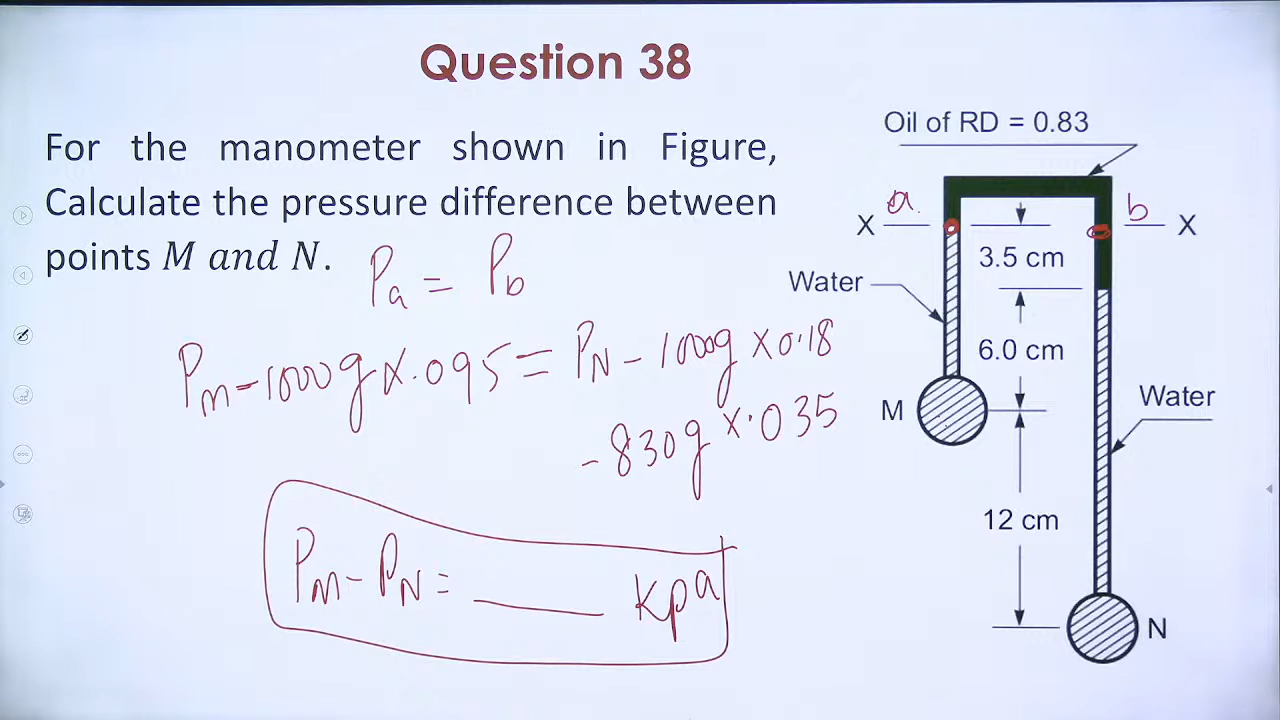 Question 38
For the manometer shown in Figure,
Calculate the pressure difference between
points M and N.
Pa = Pb
PM - 1000g x .095 = PN - 1000g x 0.18
- 830g x .035
PM - PN = ____ kpa
Oil of RD = 0.83
X a b X
3.5 cm
Water
6.0 cm
M
Water
12 cm
N